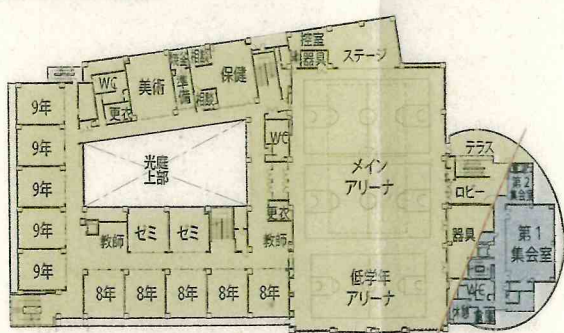 控室
器具
ステージ
WC
更衣
美術
準備
相談
相談
保健
9年
9年
9年
9年
9年
光庭
上部
WC
更衣
教師
ゼミ
ゼミ
教師
8年
8年
8年
8年
8年
メイン
アリーナ
低学年
アリーナ
テラス
ロビー
器具
第2
集会室
第1
集会室
WC